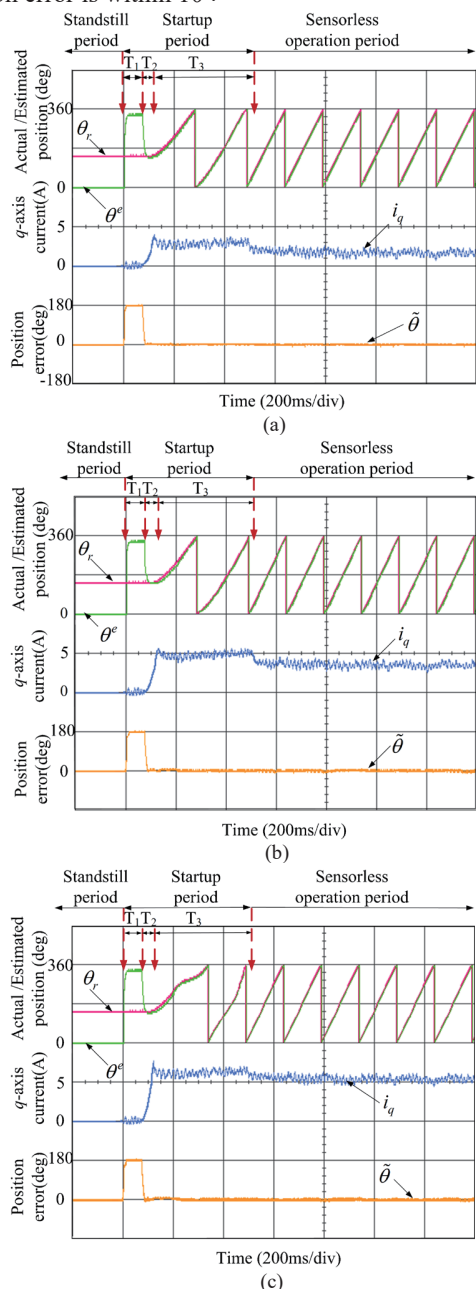 Standstill period
Startup period
Sensorless operation period
T1 T2 T3
Actual /Estimated position (deg)
360
0
θr
θe
q-axis current(A)
5
0
iq
Position error(deg)
180
0
-180
θ̃
Time (200ms/div)
(a)
Standstill period
Startup period
Sensorless operation period
T1 T2 T3
Actual /Estimated position (deg)
360
0
θr
θe
q-axis current(A)
5
0
iq
Position error(deg)
180
0
θ̃
Time (200ms/div)
(b)
Standstill period
Startup period
Sensorless operation period
T1 T2 T3
Actual /Estimated position (deg)
360
0
θr
θe
q-axis current(A)
5
0
iq
Position error(deg)
180
0
θ̃
Time (200ms/div)
(c)